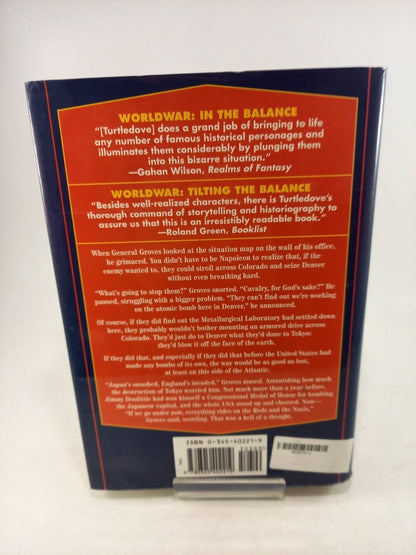 WORLDWAR: IN THE BALANCE
"[Turtledove] does a grand job of bringing to life
any number of famous historical personages and
illuminates them considerably by plunging them
into this bizarre situation."
—Gahan Wilson, Realms of Fantasy
WORLDWAR: TILTING THE BALANCE
"Besides well-realized characters, there is Turtledove's
thorough command of storytelling and historiography to
assure us that this is an irresistibly readable book."
—Roland Green, Booklist
When General Groves looked at the situation map on the wall of his office,
he grimaced. You didn't have to be Napoleon to realize that, if the
enemy wanted to, they could stroll across Colorado and seize Denver
without even breathing hard.
"What's going to stop them?" Groves snorted. "Cavalry, for God's sake?" He
paused, struggling with a bigger problem. "They can't find out we're working
on the atomic bomb here in Denver," he announced.
Of course, if they did find out the Metallurgical Laboratory had settled down
here, they probably wouldn't bother mounting an armored drive across
Colorado. They'd just do to Denver what they'd done to Tokyo:
they'd blow it off the face of the earth.
If they did that, and especially if they did that before the United States had
made any bombs of its own, the war would be as good as lost,
at least on this side of the Atlantic.
"Japan's smashed, England's invaded," Groves mused. Astonishing how much
the destruction of Tokyo worried him. Not much more than a year before,
Jimmy Doolittle had won himself a Congressional Medal of Honor for bombing
the Japanese capital, and the whole USA stood up and cheered. Now—
"If we go under now, everything rides on the Reds and the Nazis,"
Groves said, scowling. That was a hell of a thought.
ISBN 0-345-40221-9